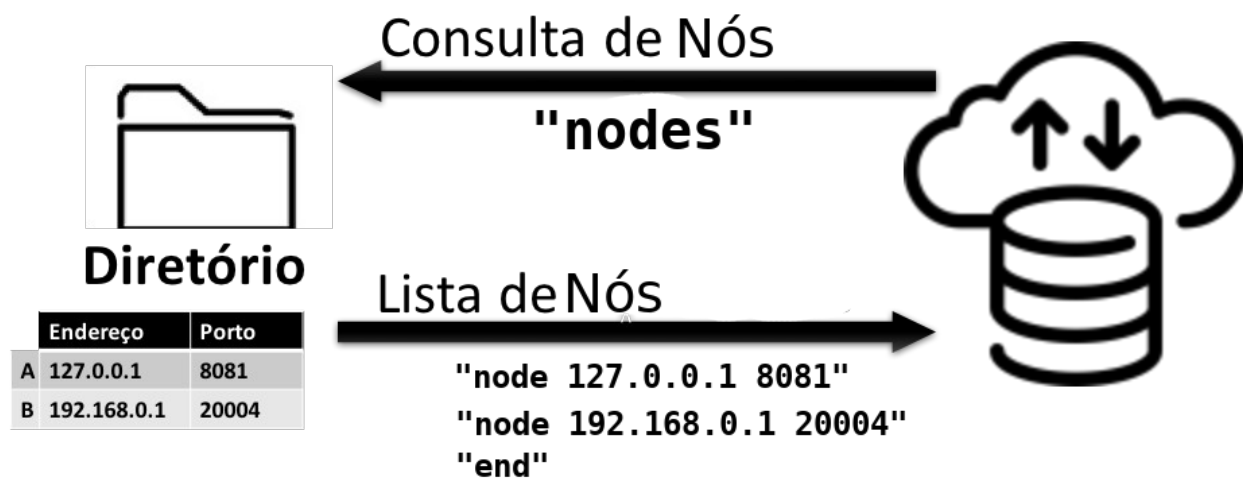 Consulta de Nós
"nodes"
Diretório
Lista de Nós
Endereço Porto
A 127.0.0.1 8081
B 192.168.0.1 20004
"node 127.0.0.1 8081"
"node 192.168.0.1 20004"
"end"